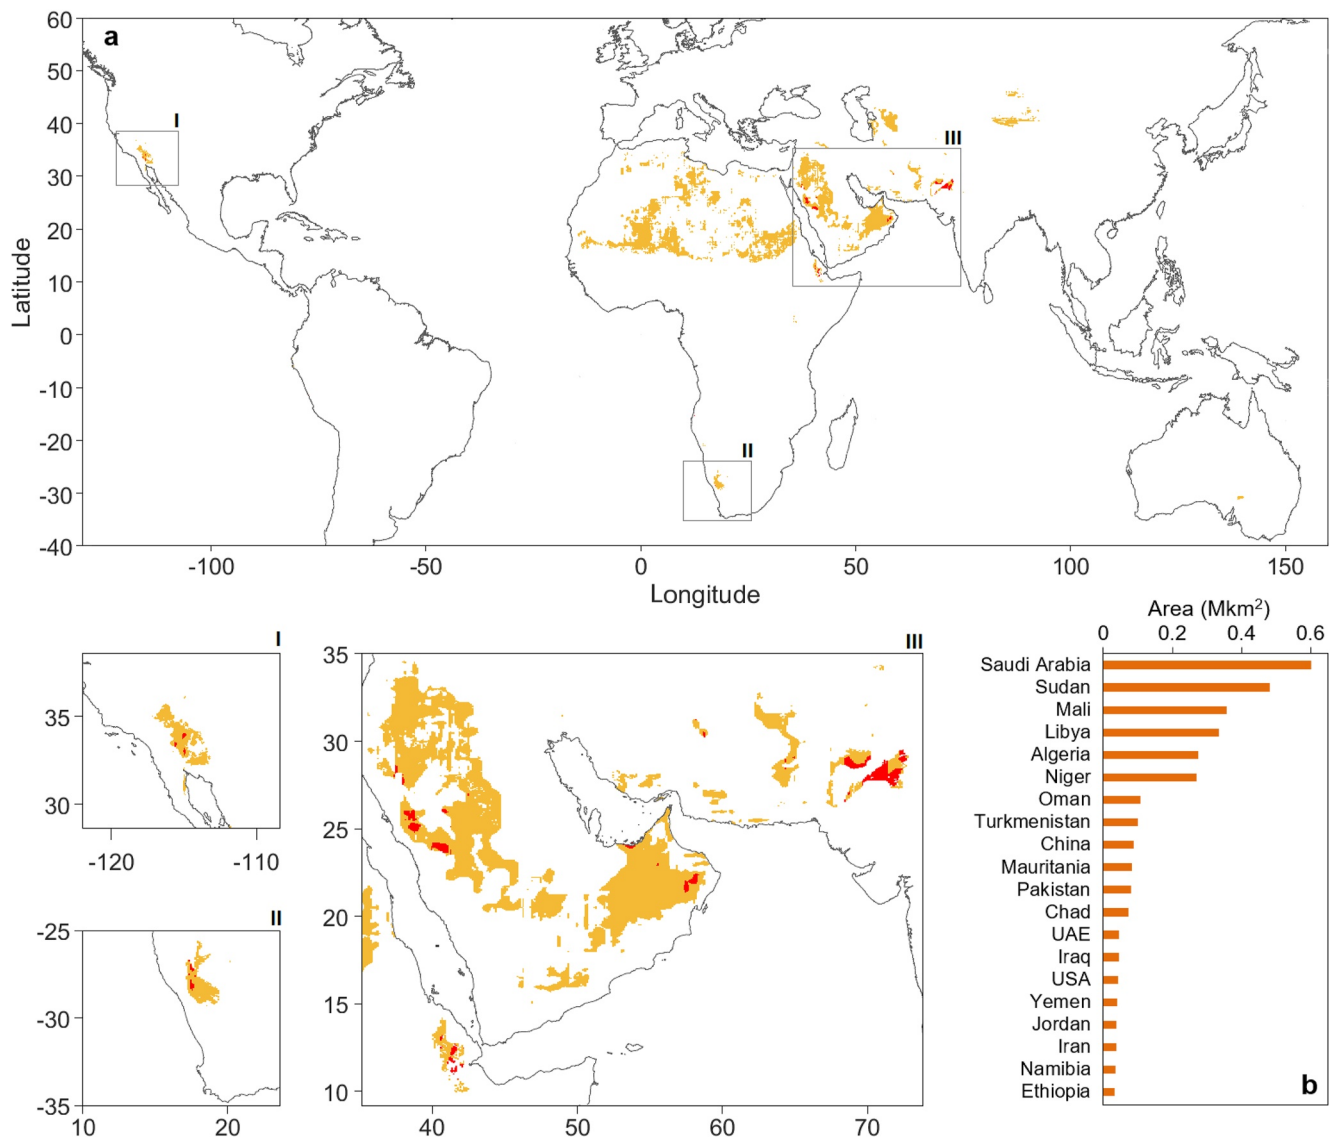 a
60
50
40
30
20
10
0
-10
-20
-30
-40
Latitude
I
II
III
-100
-50
0
50
100
150
Longitude
I
35
30
-120
-110
II
-25
-30
-35
10
20
III
35
30
25
20
15
10
40
50
60
70
Area (Mkm²)
0 0.2 0.4 0.6
Saudi Arabia
Sudan
Mali
Libya
Algeria
Niger
Oman
Turkmenistan
China
Mauritania
Pakistan
Chad
UAE
Iraq
USA
Yemen
Jordan
Iran
Namibia
Ethiopia
b